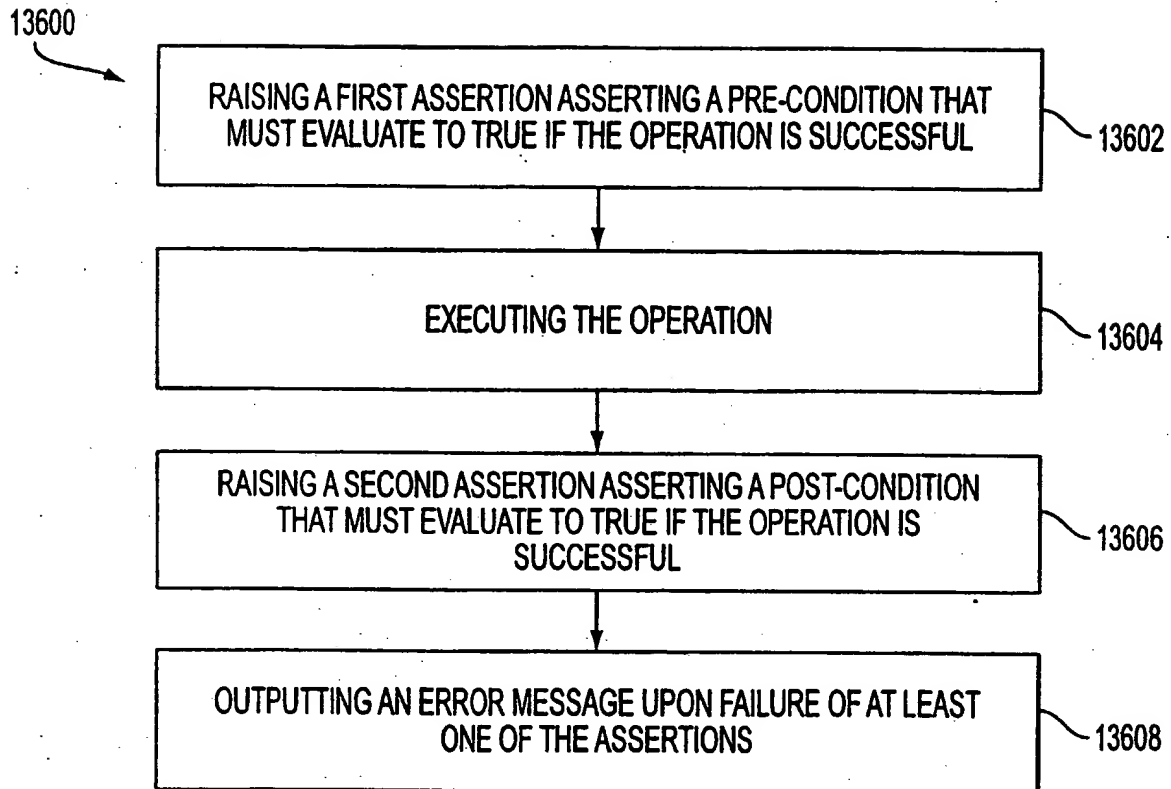 13600
RAISING A FIRST ASSERTION ASSERTING A PRE-CONDITION THAT
MUST EVALUATE TO TRUE IF THE OPERATION IS SUCCESSFUL
13602
EXECUTING THE OPERATION
13604
RAISING A SECOND ASSERTION ASSERTING A POST-CONDITION
THAT MUST EVALUATE TO TRUE IF THE OPERATION IS
SUCCESSFUL
13606
OUTPUTTING AN ERROR MESSAGE UPON FAILURE OF AT LEAST
ONE OF THE ASSERTIONS
13608